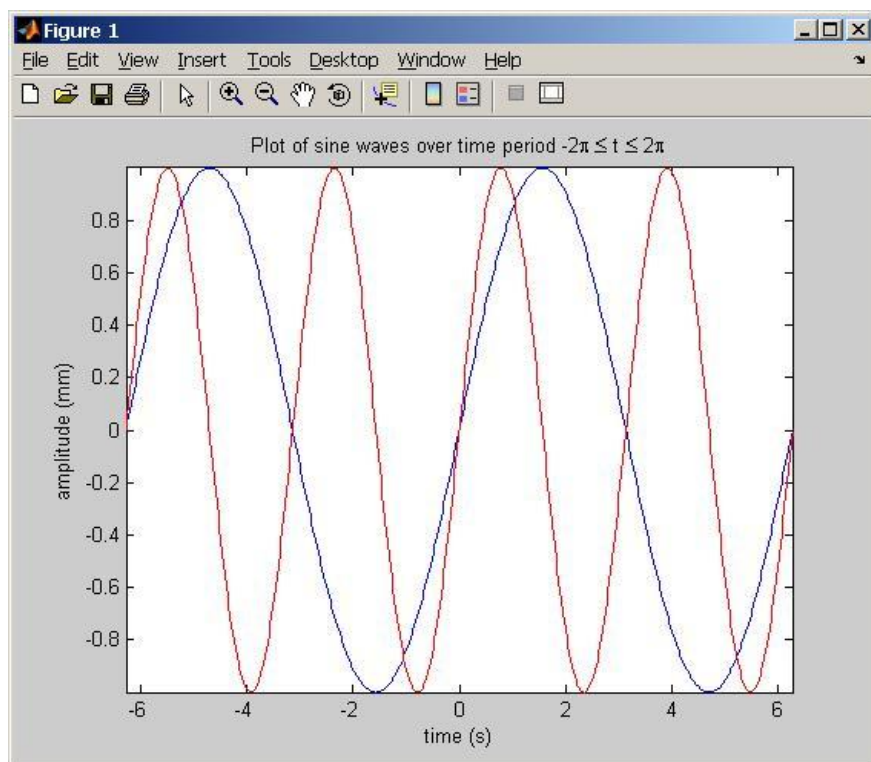 Figure 1
File Edit View Insert Tools Desktop Window Help
Plot of sine waves over time period -2π ≤ t ≤ 2π
0.8
0.6
0.4
0.2
0
-0.2
-0.4
-0.6
-0.8
amplitude (mm)
-6 -4 -2 0 2 4 6
time (s)